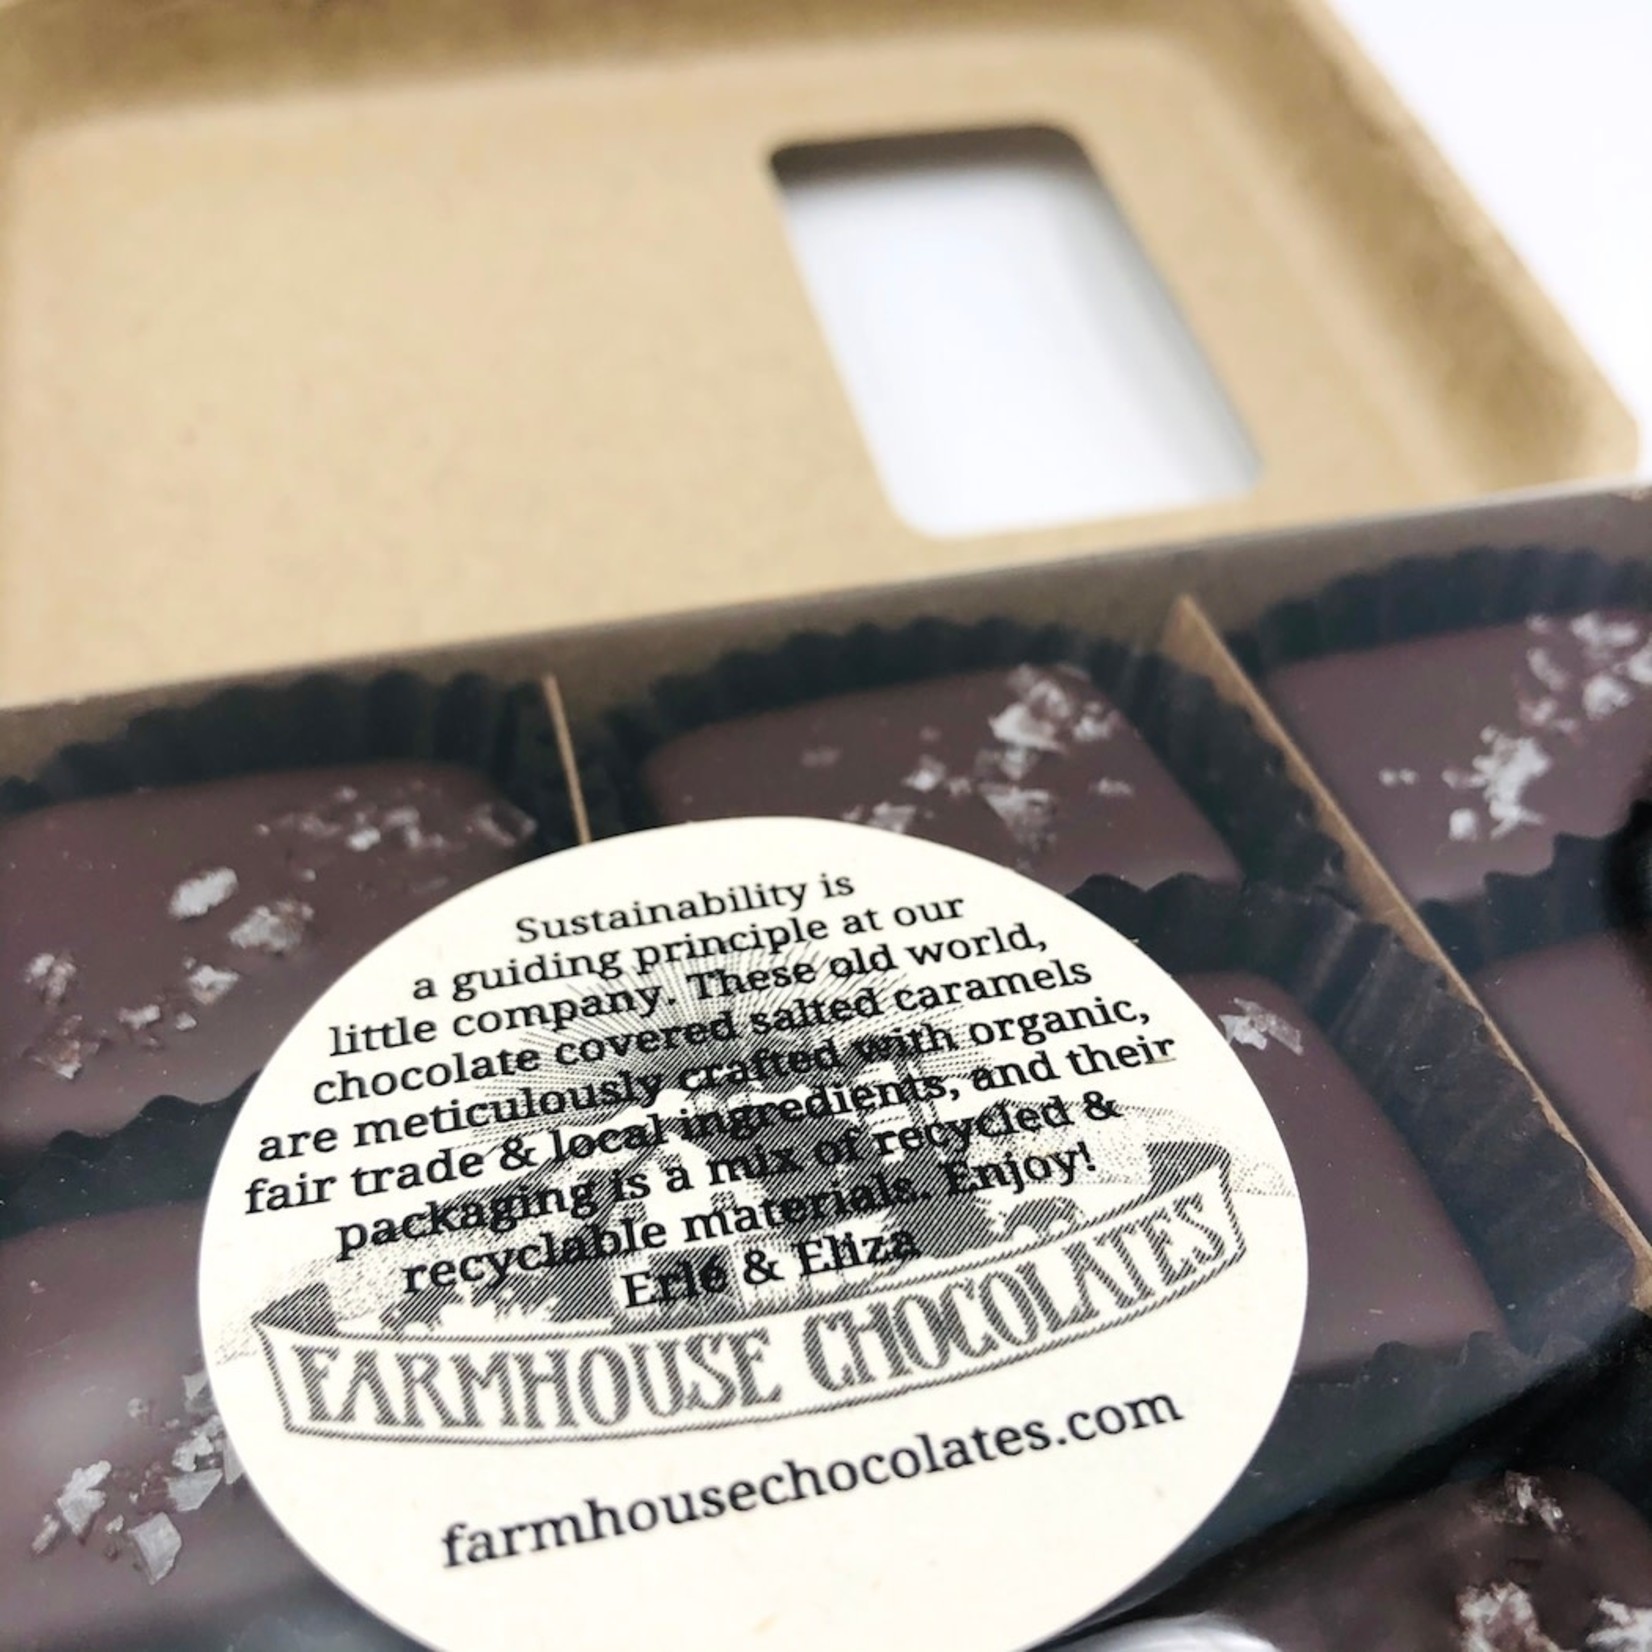 Sustainability is
a guiding principle at our
little company. These old world,
chocolate covered salted caramels
are meticulously crafted with organic,
fair trade & local ingredients, and their
packaging is a mix of recycled &
recyclable materials. Enjoy!
Erlé & Eliza
FARMHOUSE CHOCOLATES
farmhousechocolates.com